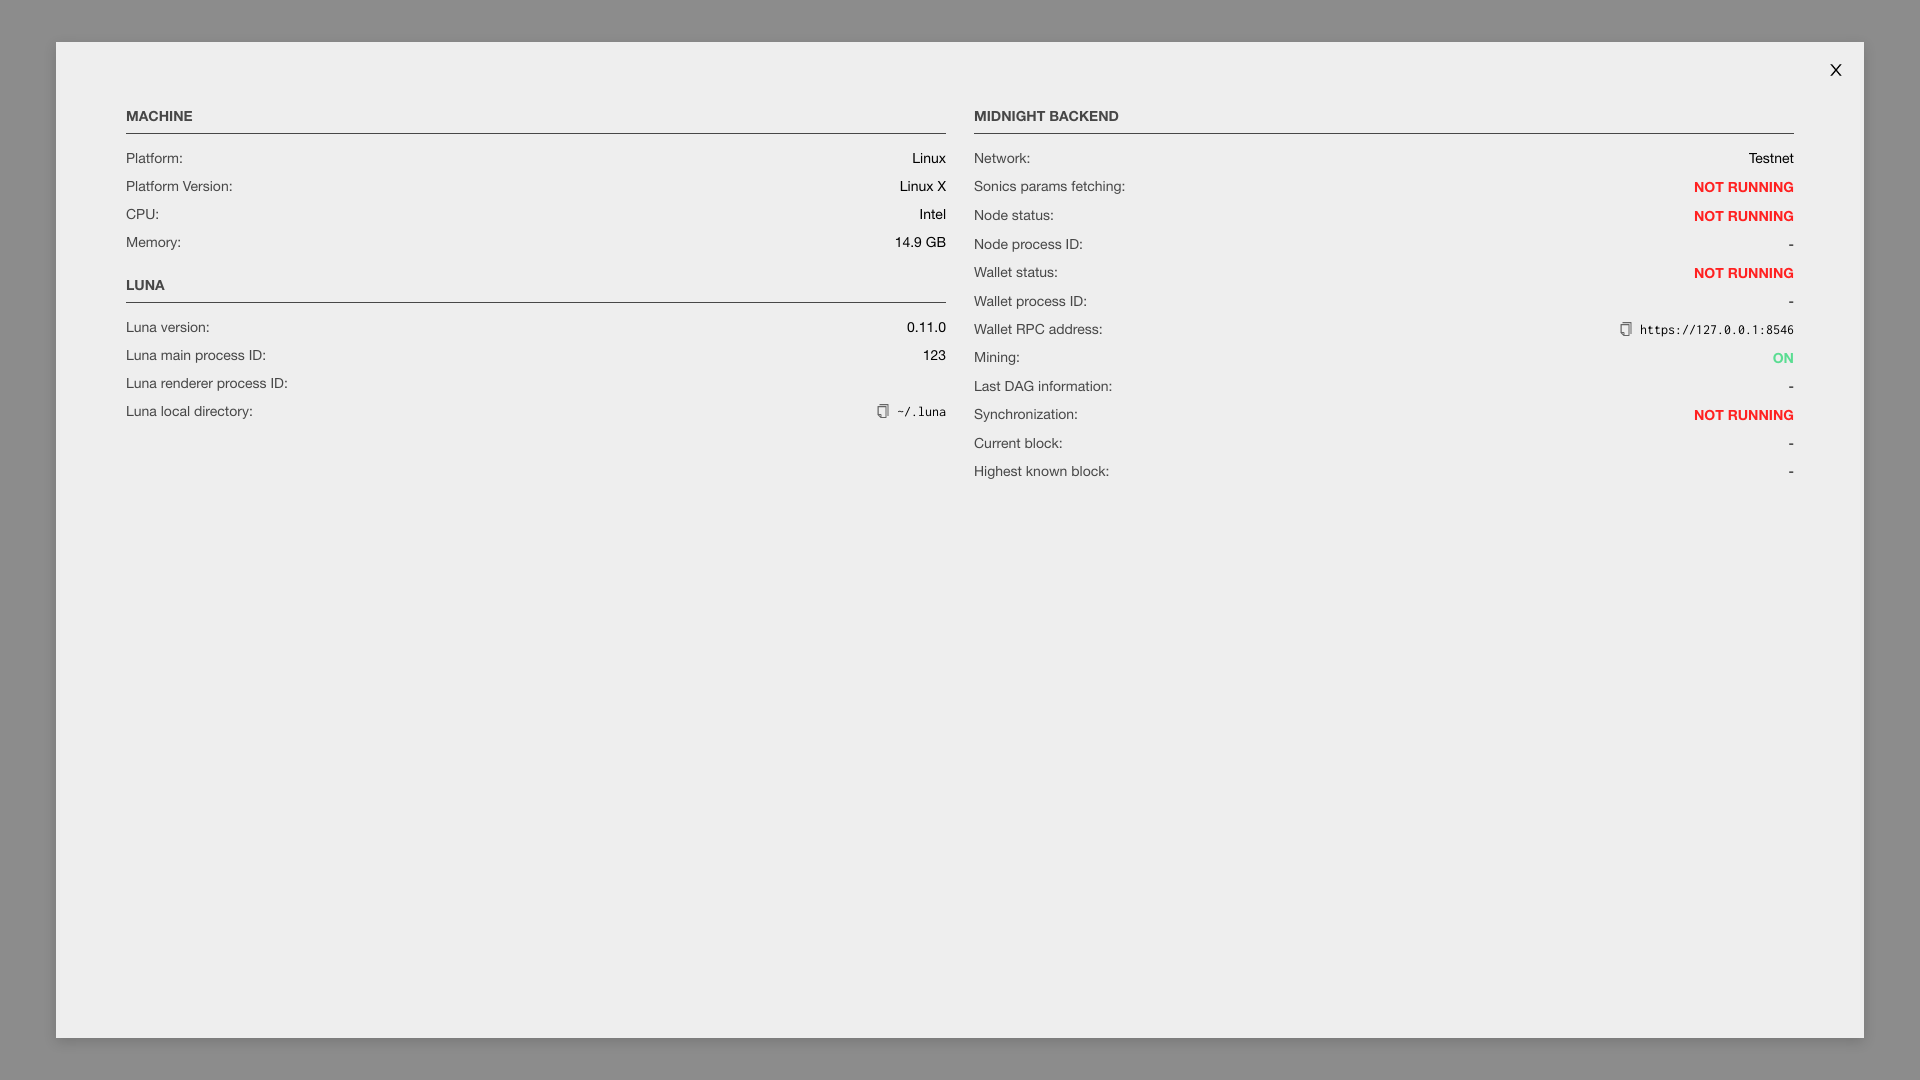 X
MACHINE
Platform: Linux
Platform Version: Linux X
CPU: Intel
Memory: 14.9 GB
LUNA
Luna version: 0.11.0
Luna main process ID: 123
Luna renderer process ID:
Luna local directory: ~/.luna
MIDNIGHT BACKEND
Network: Testnet
Sonics params fetching: NOT RUNNING
Node status: NOT RUNNING
Node process ID: -
Wallet status: NOT RUNNING
Wallet process ID: -
Wallet RPC address: https://127.0.0.1:8546
Mining: ON
Last DAG information: -
Synchronization: NOT RUNNING
Current block: -
Highest known block: -